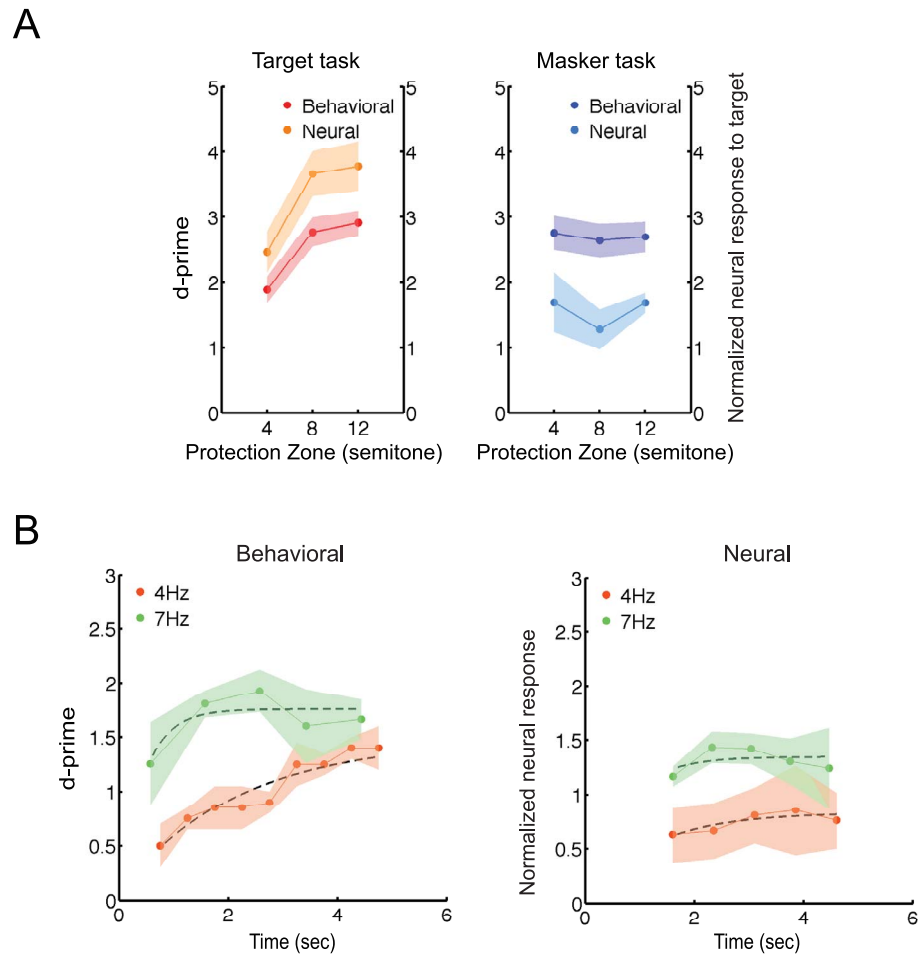 A
Target task
Masker task
5
4
3
2
1
0
d-prime
Behavioral
Neural
5
4
3
2
1
0
4 8 12
Protection Zone (semitone)
5
4
3
2
1
0
Behavioral
Neural
5
4
3
2
1
0
Normalized neural response to target
4 8 12
Protection Zone (semitone)
B
Behavioral
3
2.5
2
1.5
1
0.5
0
d-prime
4Hz
7Hz
0 2 4 6
Time (sec)
Neural
3
2.5
2
1.5
1
0.5
0
Normalized neural response
4Hz
7Hz
0 2 4 6
Time (sec)